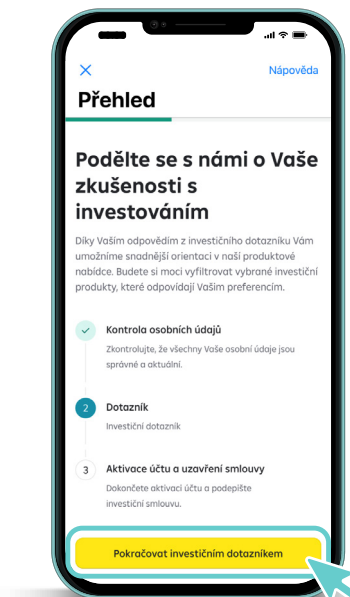 Nápověda
Přehled
Podělte se s námi o Vaše
zkušenosti s
investováním
Díky Vašim odpovědím z investičního dotazníku Vám
umožníme snadnější orientaci v naší produktové
nabídce. Budete si moci vyfiltrovat vybrané investiční
produkty, které odpovídají Vašim preferencím.
Kontrola osobních údajů
Zkontrolujte, že všechny Vaše osobní údaje jsou
správné a aktuální.
2 Dotazník
Investiční dotazník
3 Aktivace účtu a uzavření smlouvy
Dokončete aktivaci účtu a podepište
investiční smlouvu.
Pokračovat investičním dotazníkem